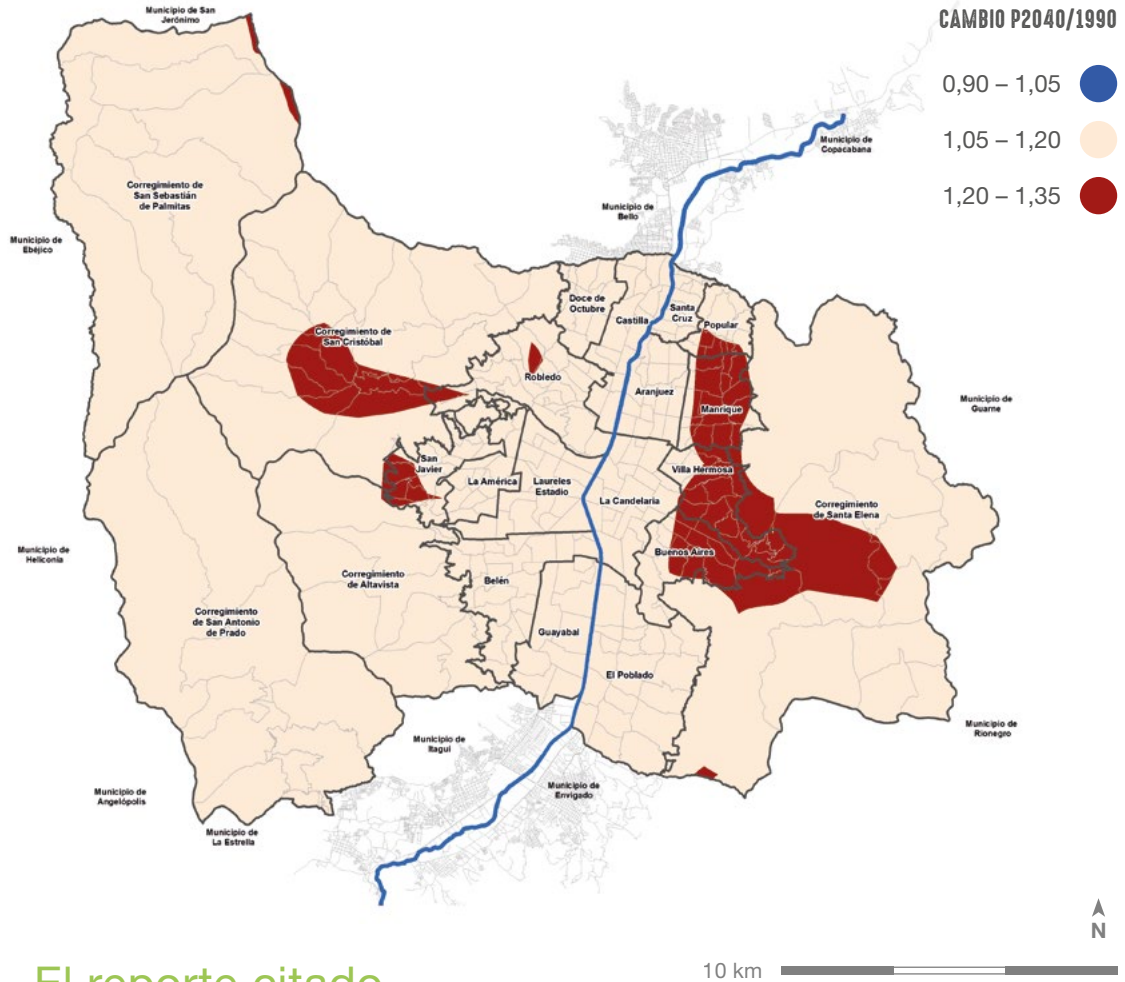 CAMBIO P2040/1990
0,90 – 1,05
1,05 – 1,20
1,20 – 1,35
Municipio de San
Jerónimo
Corregimiento de
San Sebastián
de Palmitas
Municipio de
Ebéjico
Municipio de
Copacabana
Municipio de
Bello
Doce de
Octubre
Castilla
Santa
Cruz
Popular
Corregimiento de
San Cristóbal
Robledo
Aranjuez
Manrique
Municipio de
Guarne
San
Javier
La América
Laureles
Estadio
La Candelaria
Villa Hermosa
Corregimiento
de Santa Elena
Municipio de
Heliconia
Buenos Aires
Corregimiento
de Altavista
Belén
Corregimiento
de San Antonio
de Prado
Guayabal
El Poblado
Municipio de
Rionegro
Municipio de
Itagui
Municipio de
Envigado
Municipio de
Angelópolis
Municipio de
La Estrella
N
10 km
El reporte citado